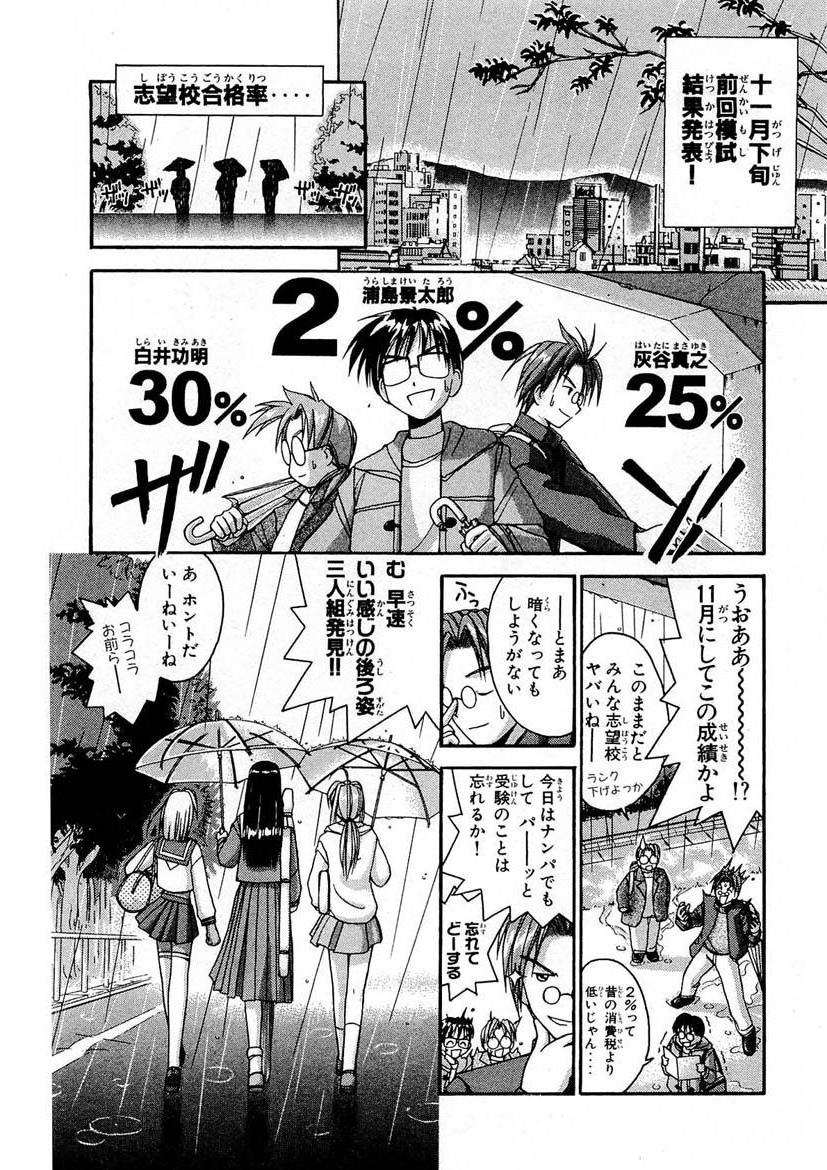 十一月下旬
前回模試
結果発表！
志望校合格率‥‥
ザッ
ザッ
ザッ
浦島景太郎
2%
灰谷真之
25%
白井功明
30%
ザッ
うおああ〜〜〜〜!?
11月にしてこの成績かよ
このままだと
みんな志望校
ヤバいね——
ランク
下げよっか
2%って
昔の消費税より
低いじゃん‥‥
ふっ
——とまあ
暗くなっても
しようがない
今日はナンパでも
して パ——ッと
受験のことは
忘れるか！
忘れて
どーする
む 早速
いい感じの後ろ姿
三人組発見!!
あ ホントだ
いーねいーね
コラコラ
お前ら——